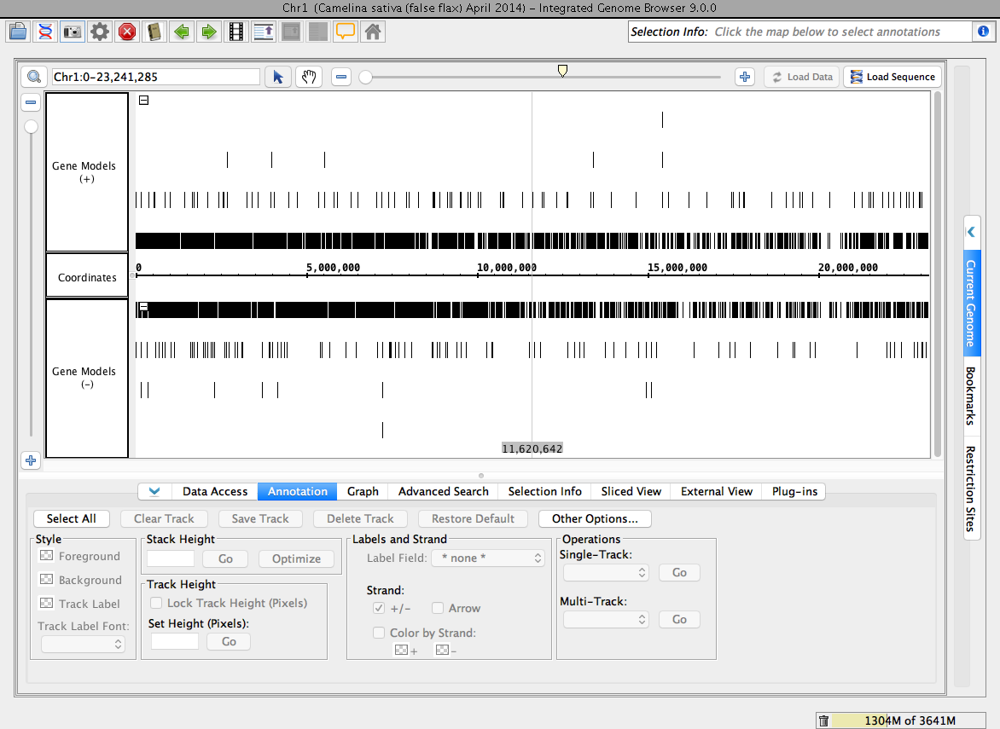 Chr1 (Camelina sativa (false flax) April 2014) – Integrated Genome Browser 9.0.0
Selection Info: Click the map below to select annotations
Chr1:0-23,241,285
Load Data
Load Sequence
Gene Models
(+)
Coordinates
0 5,000,000 10,000,000 15,000,000 20,000,000
Gene Models
(-)
11,620,642
Current Genome
Bookmarks
Restriction Sites
Data Access Annotation Graph Advanced Search Selection Info Sliced View External View Plug-ins
Select All Clear Track Save Track Delete Track Restore Default Other Options...
Style
Foreground
Background
Track Label
Track Label Font:
Stack Height
Go Optimize
Track Height
Lock Track Height (Pixels)
Set Height (Pixels):
Go
Labels and Strand
Label Field: * none *
Strand:
+/- Arrow
Color by Strand:
+ -
Operations
Single-Track:
Go
Multi-Track:
Go
1304M of 3641M